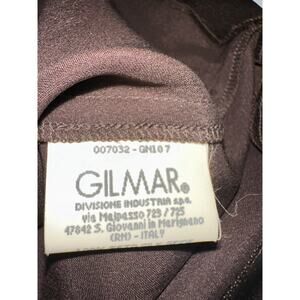 007032-GN107
GILMAR®
DIVISIONE INDUSTRIA s.p.a.
via Malpasso 723 / 725
47842 S. Giovanni in Marignano
(RN) - ITALY